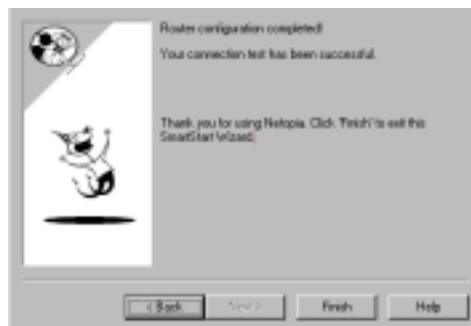 Router configuration completed!
Your connection test has been successful.
Thank you for using Netopia. Click 'Finish' to exit this
SmartStart Wizard.
< Back
Next >
Finish
Help